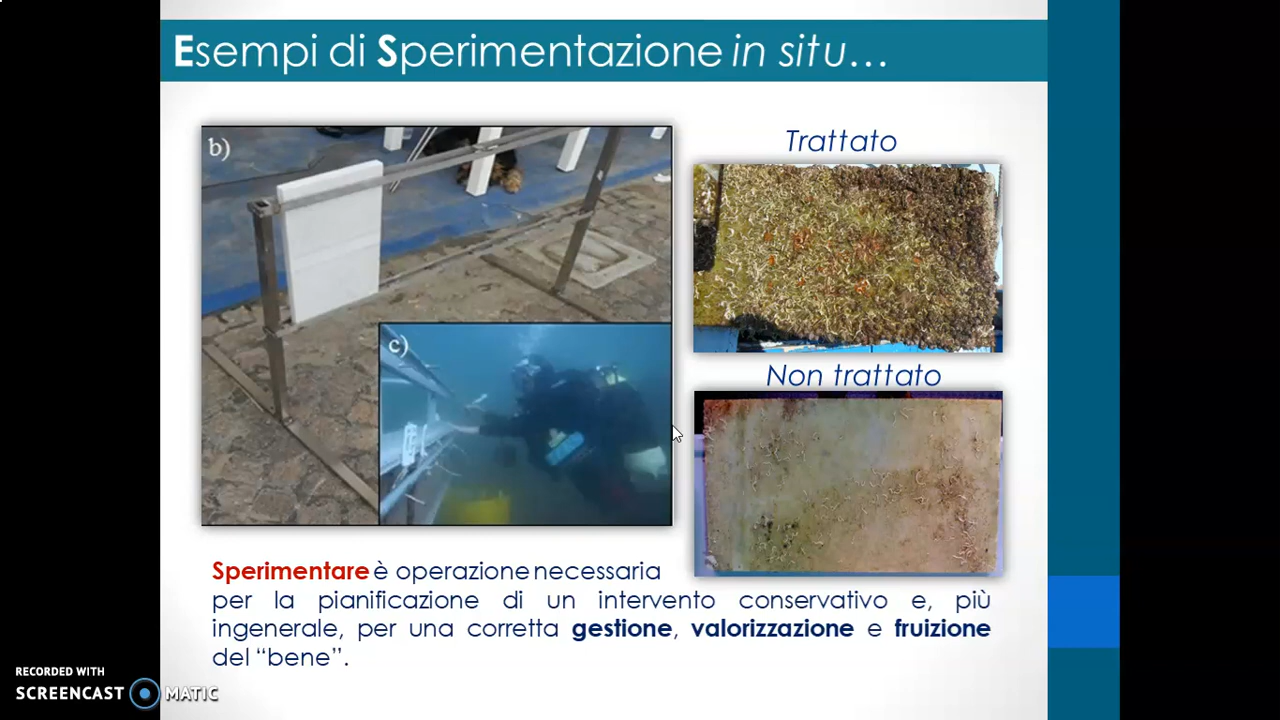 Esempi di Sperimentazione in situ…
b)
Trattato
c)
Non trattato
Sperimentare è operazione necessaria
per la pianificazione di un intervento conservativo e, più
ingenerale, per una corretta gestione, valorizzazione e fruizione
del “bene”.
RECORDED WITH
SCREENCAST MATIC